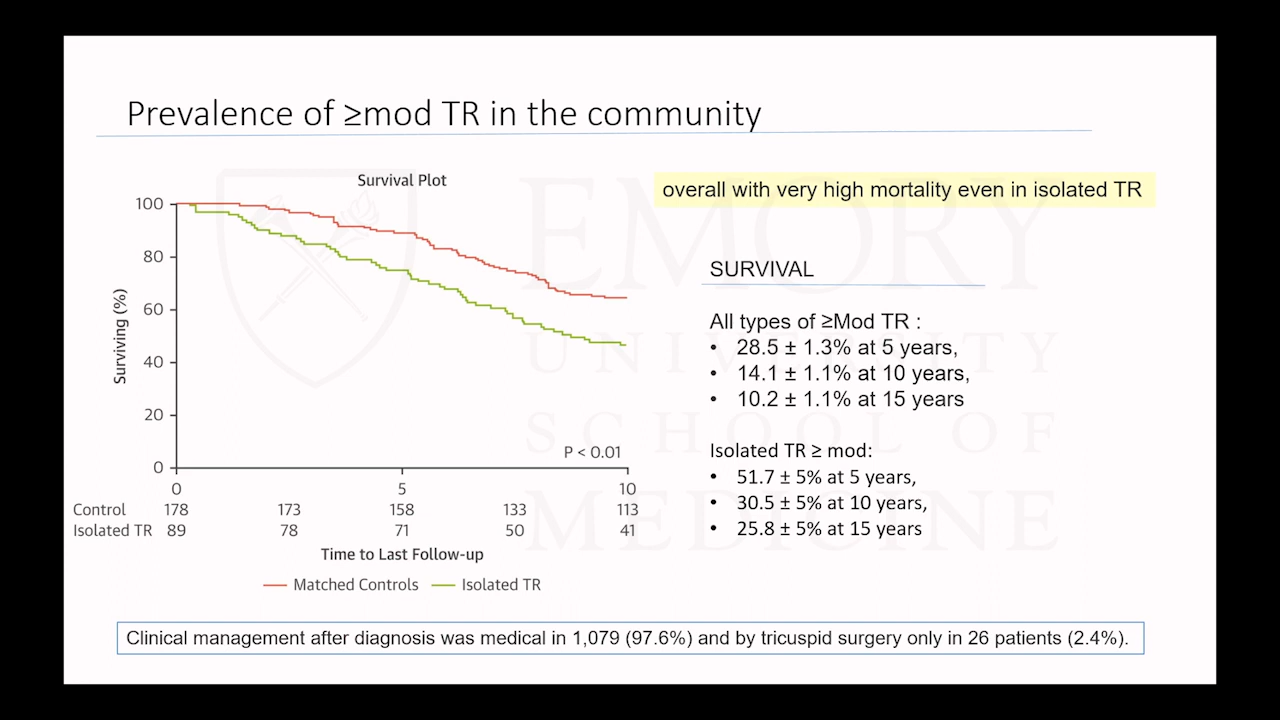 Prevalence of ≥mod TR in the community
Survival Plot
overall with very high mortality even in isolated TR
Surviving (%)
100
80
60
40
20
0
P < 0.01
0 5 10
Control 178 173 158 133 113
Isolated TR 89 78 71 50 41
Time to Last Follow-up
Matched Controls Isolated TR
SURVIVAL
All types of ≥Mod TR :
• 28.5 ± 1.3% at 5 years,
• 14.1 ± 1.1% at 10 years,
• 10.2 ± 1.1% at 15 years
Isolated TR ≥ mod:
• 51.7 ± 5% at 5 years,
• 30.5 ± 5% at 10 years,
• 25.8 ± 5% at 15 years
EMORY
UNIVERSITY
SCHOOL OF
MEDICINE
Clinical management after diagnosis was medical in 1,079 (97.6%) and by tricuspid surgery only in 26 patients (2.4%).